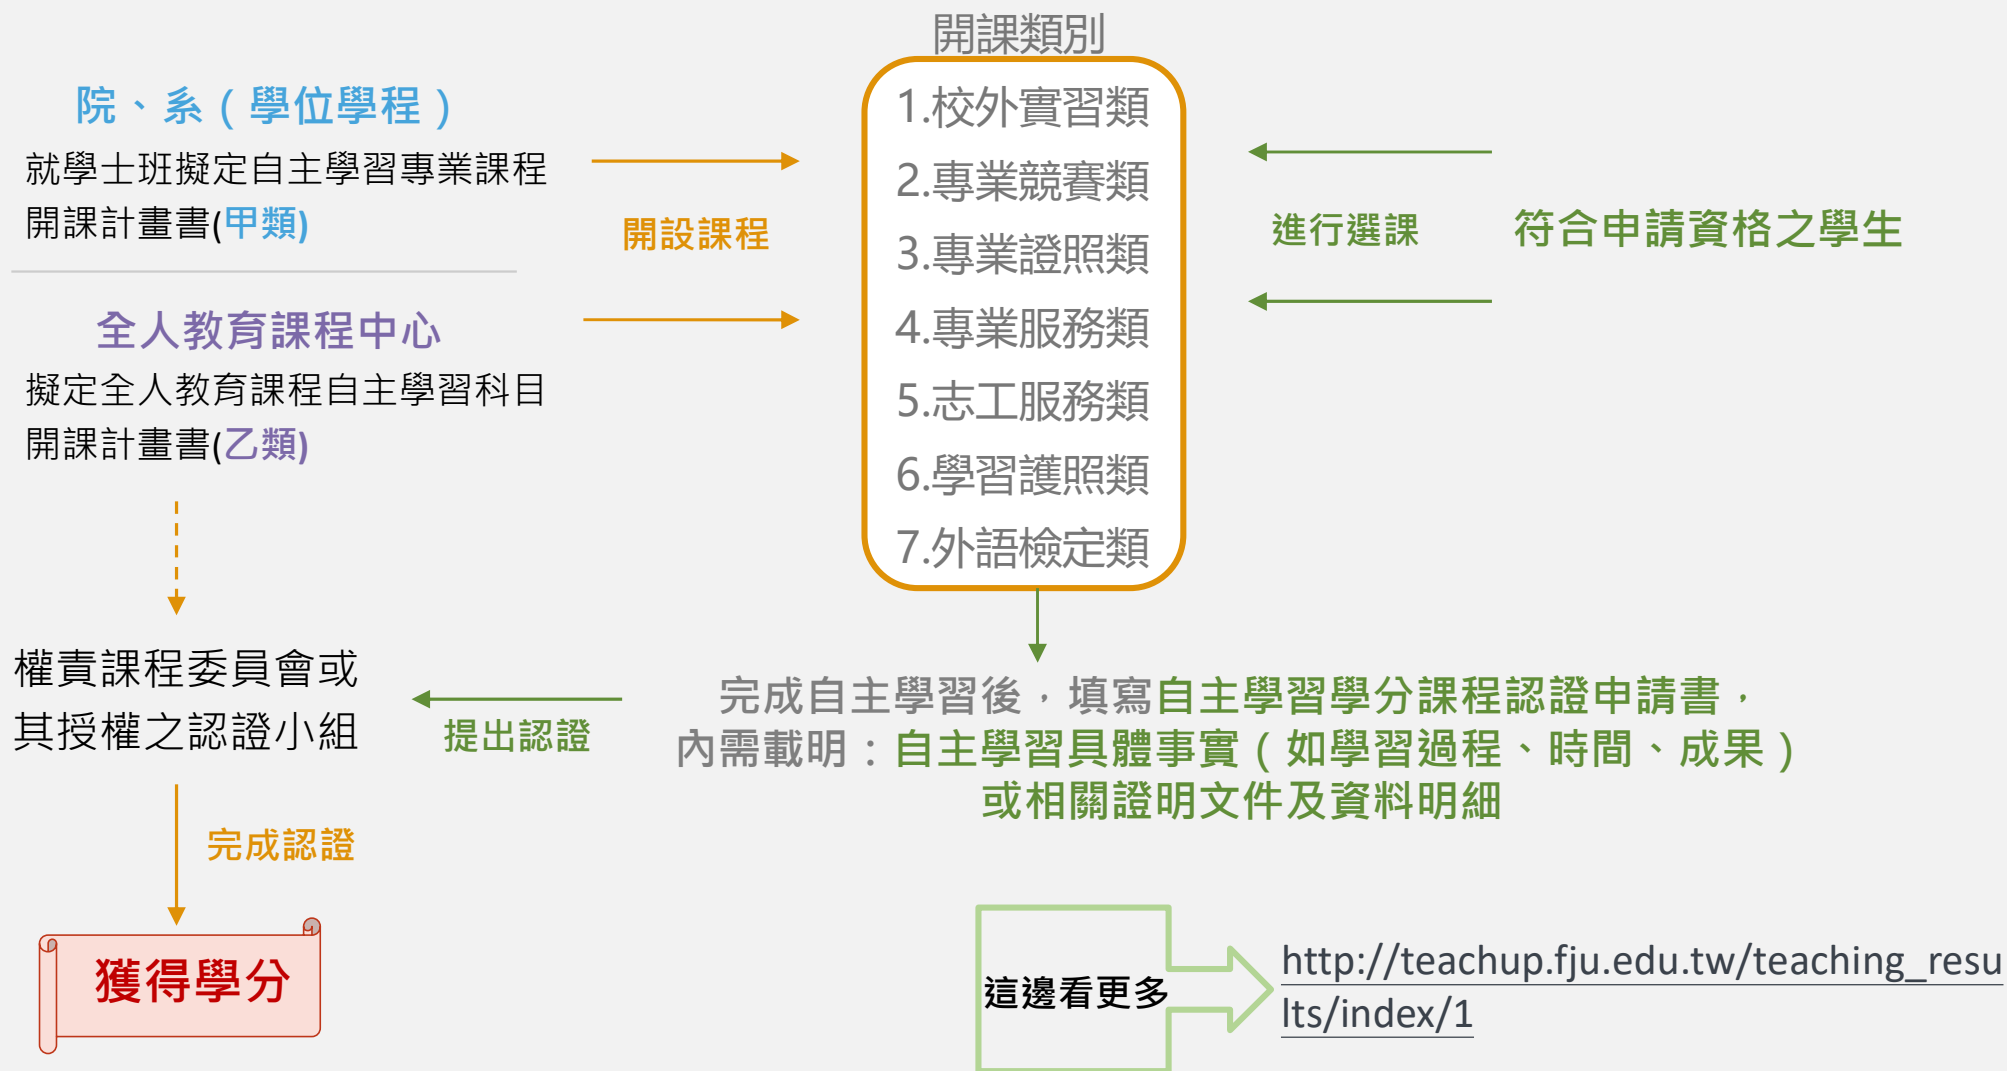 開課類別
院、系（學位學程）
就學士班擬定自主學習專業課程
開課計畫書(甲類)
開設課程
全人教育課程中心
擬定全人教育課程自主學習科目
開課計畫書(乙類)
1.校外實習類
2.專業競賽類
3.專業證照類
4.專業服務類
5.志工服務類
6.學習護照類
7.外語檢定類
進行選課
符合申請資格之學生
完成自主學習後，填寫自主學習學分課程認證申請書，
內需載明：自主學習具體事實（如學習過程、時間、成果）
或相關證明文件及資料明細
提出認證
權責課程委員會或
其授權之認證小組
完成認證
獲得學分
這邊看更多
http://teachup.fju.edu.tw/teaching_resu
lts/index/1